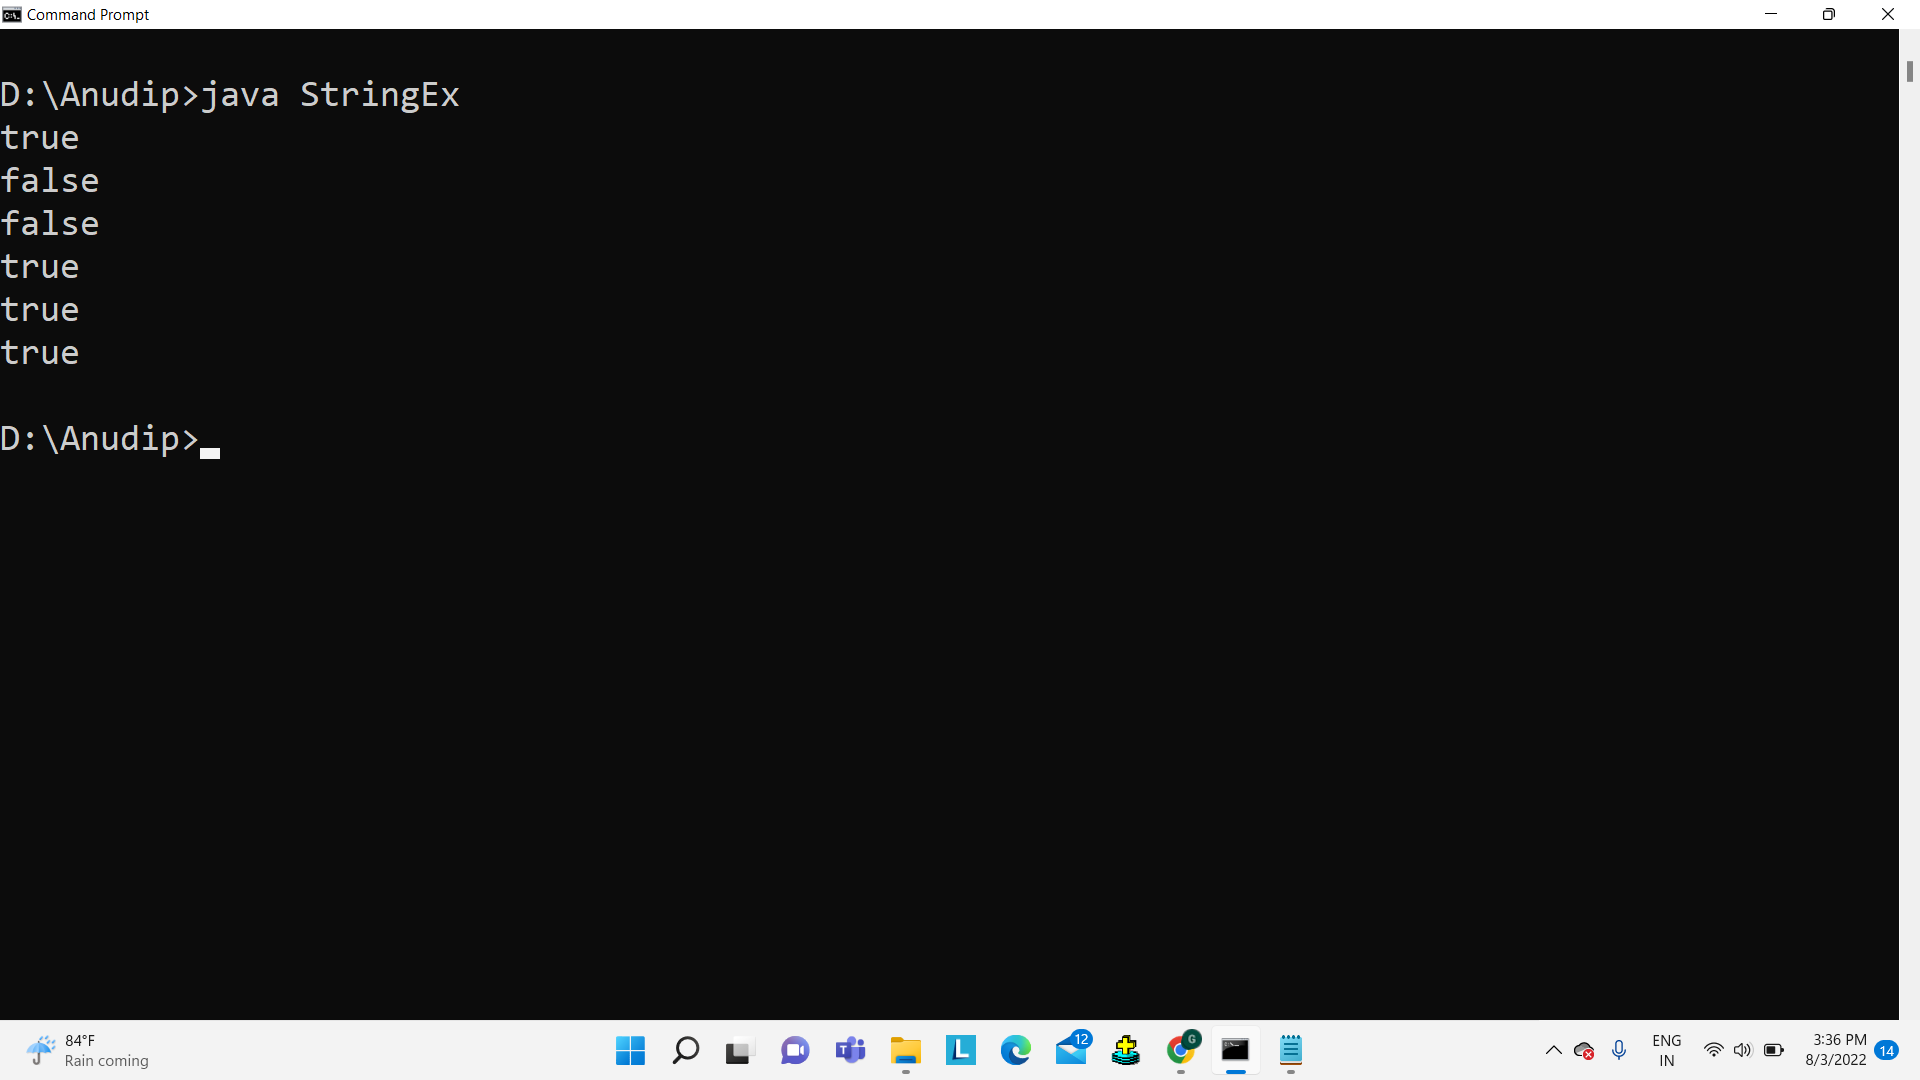 Command Prompt
D:\Anudip>java StringEx
true
false
false
true
true
true
D:\Anudip>
84°F
Rain coming
12
G
ENG
IN
3:36 PM
8/3/2022
14